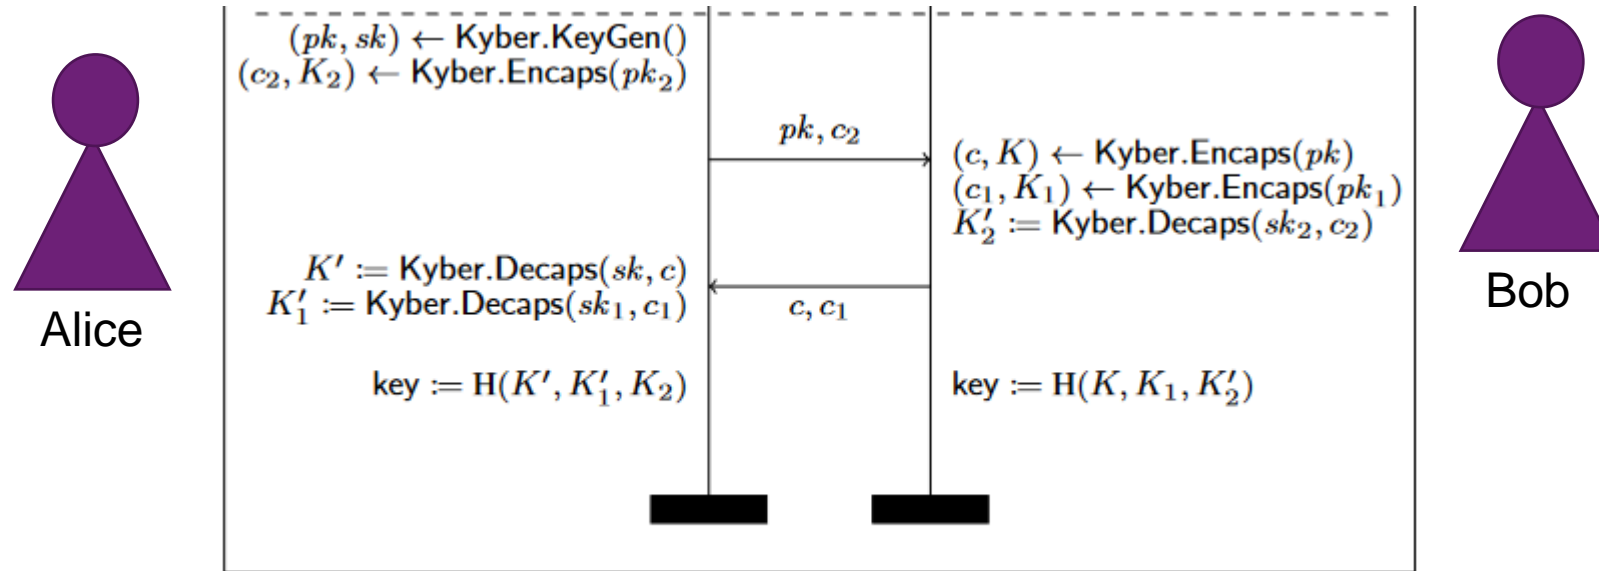 (pk, sk) ← Kyber.KeyGen()
(c₂, K₂) ← Kyber.Encaps(pk₂)
pk, c₂
(c, K) ← Kyber.Encaps(pk)
(c₁, K₁) ← Kyber.Encaps(pk₁)
K′₂ := Kyber.Decaps(sk₂, c₂)
K′ := Kyber.Decaps(sk, c)
K′₁ := Kyber.Decaps(sk₁, c₁)
c, c₁
Alice
Bob
key := H(K′, K′₁, K₂)
key := H(K, K₁, K′₂)